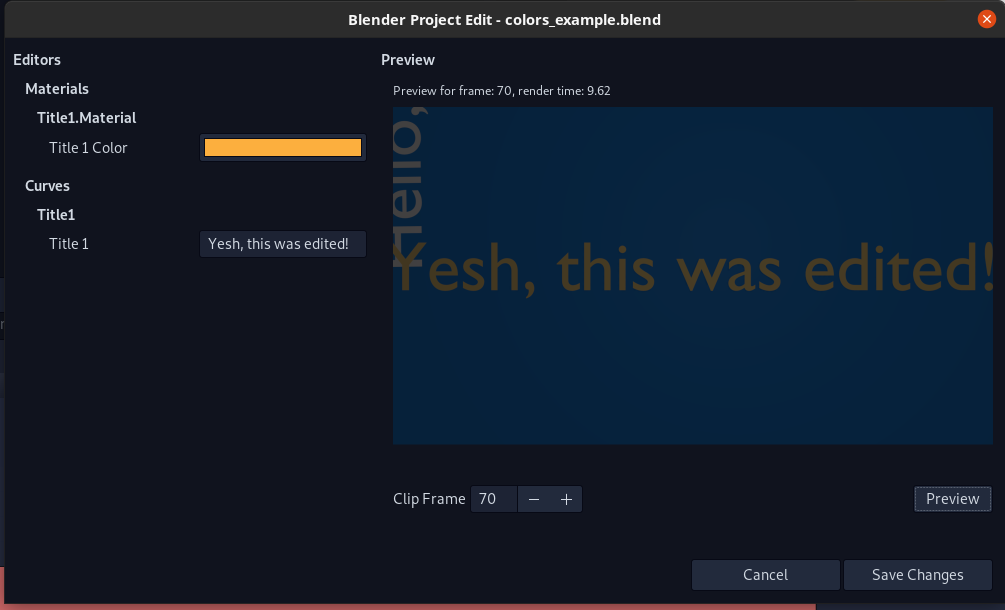 Blender Project Edit - colors_example.blend
Editors
Materials
Title1.Material
Title 1 Color
Curves
Title1
Title 1 Yesh, this was edited!
Preview
Preview for frame: 70, render time: 9.62
Hello,
Yesh, this was edited!
Clip Frame 70 − +
Preview
Cancel Save Changes